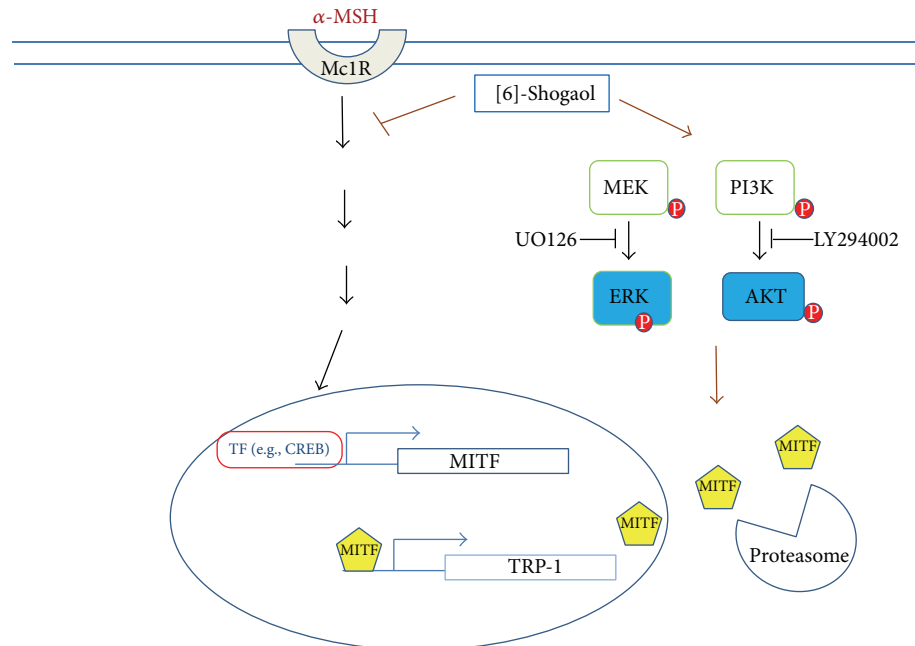 α-MSH
Mc1R
[6]-Shogaol
MEK
PI3K
P
P
UO126
LY294002
ERK
AKT
P
P
TF (e.g., CREB)
MITF
MITF
MITF
MITF
MITF
TRP-1
Proteasome